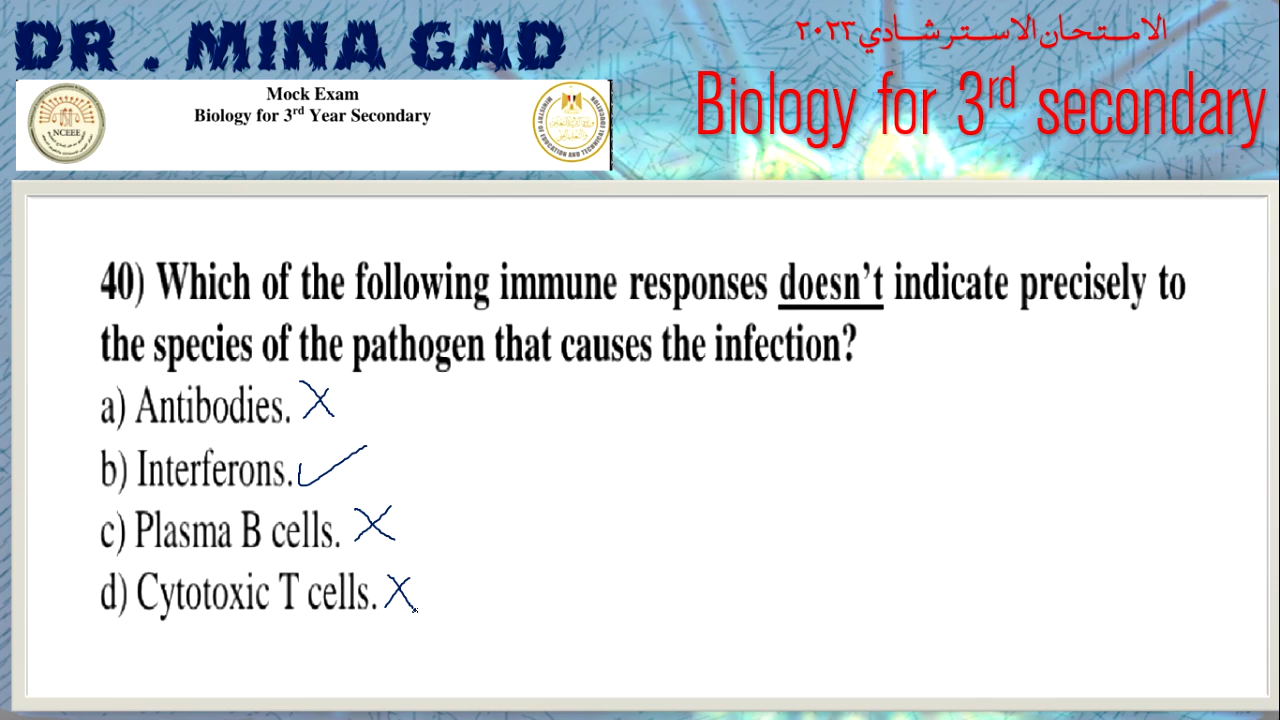 DR . MINA GAD
الامتحان الاسترشادي ٢٠٢٣
Biology for 3rd secondary
Mock Exam
Biology for 3rd Year Secondary
NCEEE
40) Which of the following immune responses doesn't indicate precisely to
the species of the pathogen that causes the infection?
a) Antibodies.
b) Interferons.
c) Plasma B cells.
d) Cytotoxic T cells.